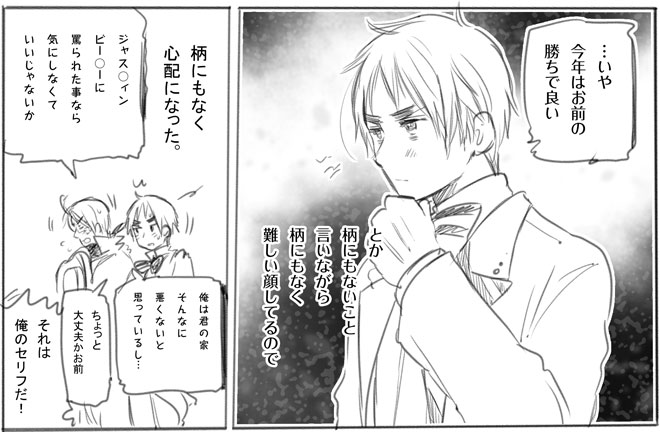 …いや
今年はお前の
勝ちで良い
とか
柄にもないこと
言いながら
柄にもなく
難しい顔してるので
柄にもなく
心配になった。
ジャス○ィン
ビー○ーに
罵られた事なら
気にしなくて
いいじゃないか
俺は君の家
そんなに
悪くないと
思っているし…
ちょっと
大丈夫かお前
それは
俺のセリフだ!